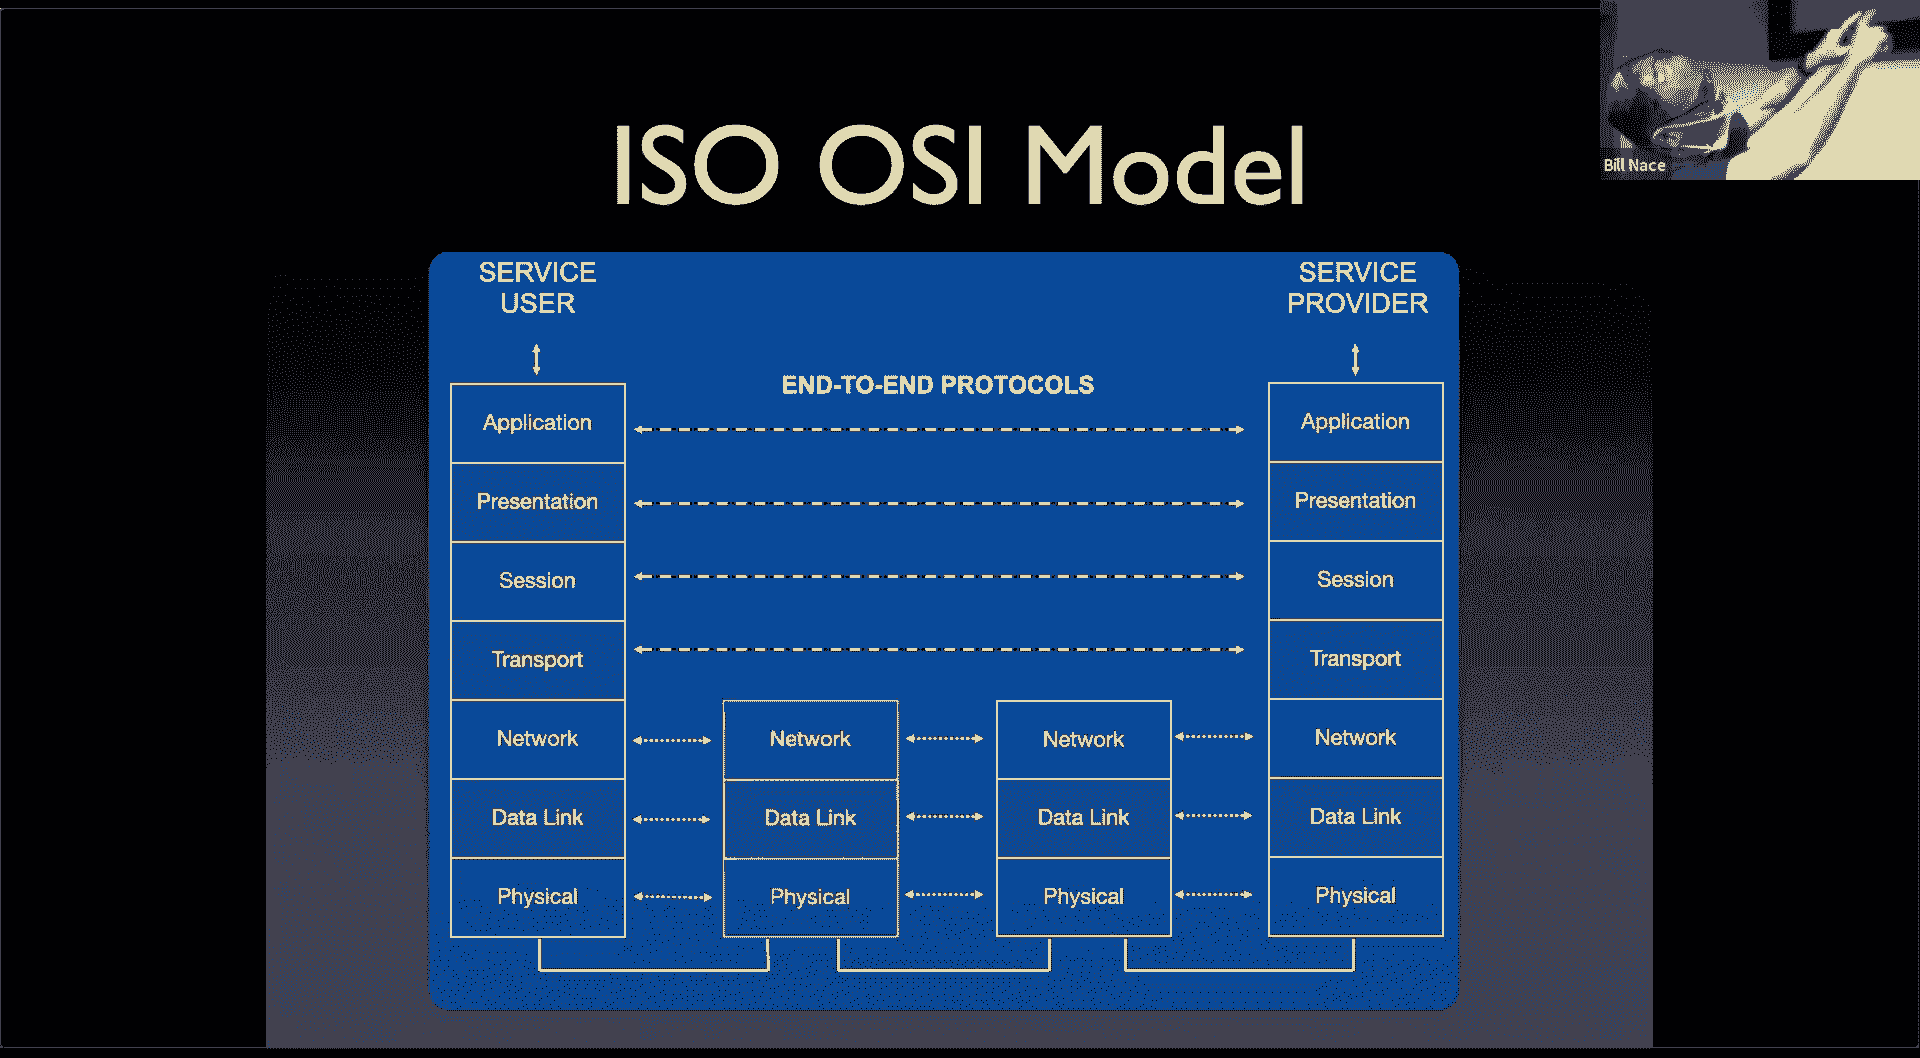 Bill Nace
ISO OSI Model
SERVICE
USER
SERVICE
PROVIDER
END-TO-END PROTOCOLS
Application
Application
Presentation
Presentation
Session
Session
Transport
Transport
Network
Network
Network
Network
Data Link
Data Link
Data Link
Data Link
Physical
Physical
Physical
Physical